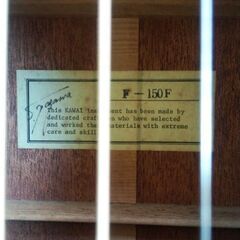 F-150F
This KAWAI has been made by
dedicated who have selected
and worked materials with extreme
care and skill